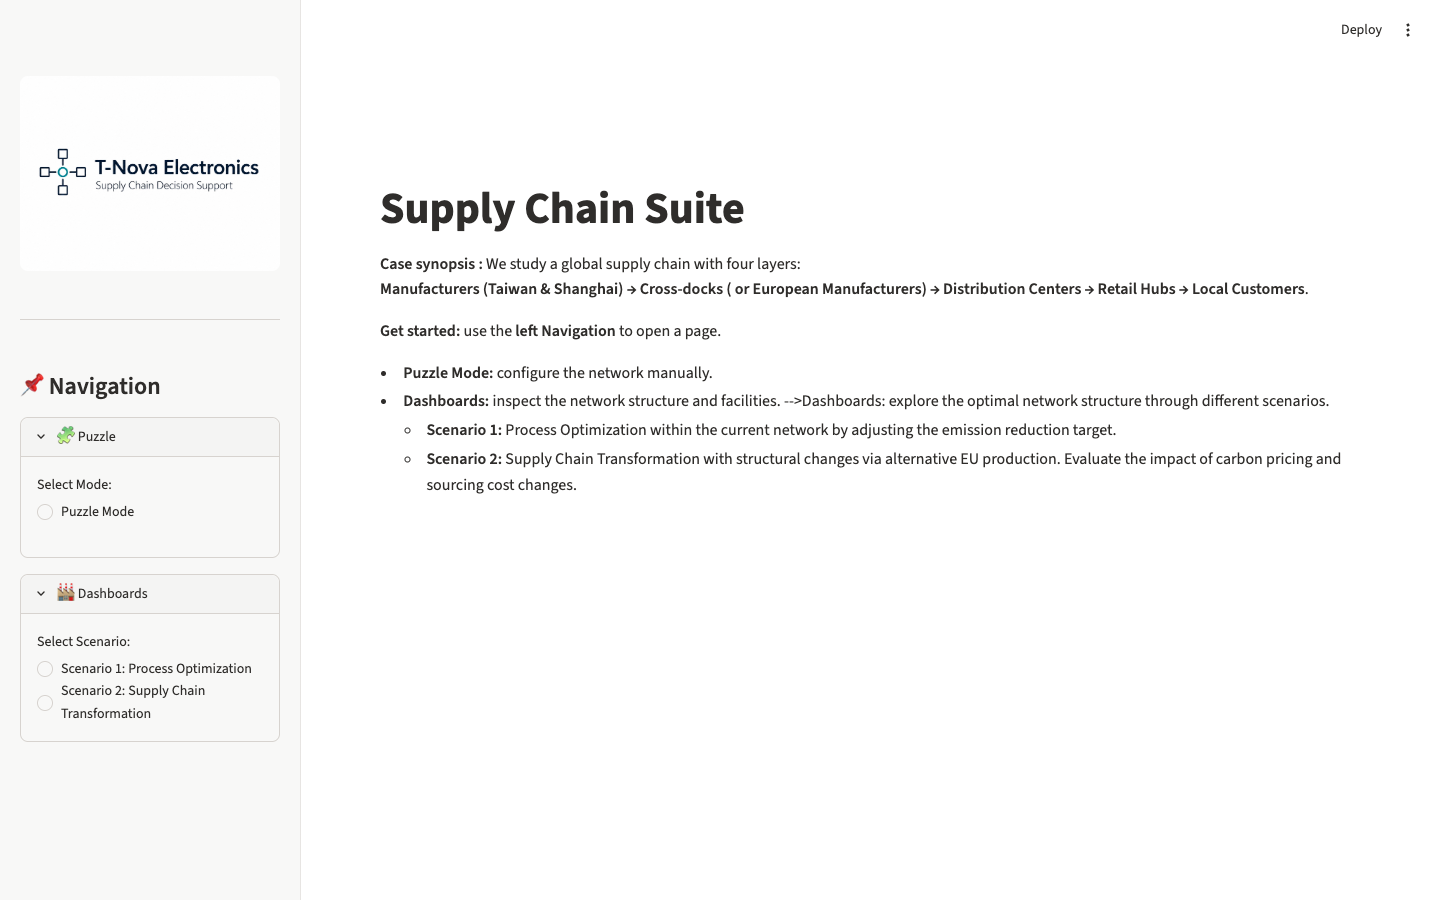 Deploy
T-Nova Electronics
Supply Chain Decision Support
📌 Navigation
🧩 Puzzle
Select Mode:
Puzzle Mode
🏭 Dashboards
Select Scenario:
Scenario 1: Process Optimization
Scenario 2: Supply Chain
Transformation
Supply Chain Suite
Case synopsis : We study a global supply chain with four layers:
Manufacturers (Taiwan & Shanghai) → Cross-docks ( or European Manufacturers) → Distribution Centers → Retail Hubs → Local Customers.
Get started: use the left Navigation to open a page.
• Puzzle Mode: configure the network manually.
• Dashboards: inspect the network structure and facilities. -->Dashboards: explore the optimal network structure through different scenarios.
◦ Scenario 1: Process Optimization within the current network by adjusting the emission reduction target.
◦ Scenario 2: Supply Chain Transformation with structural changes via alternative EU production. Evaluate the impact of carbon pricing and
sourcing cost changes.